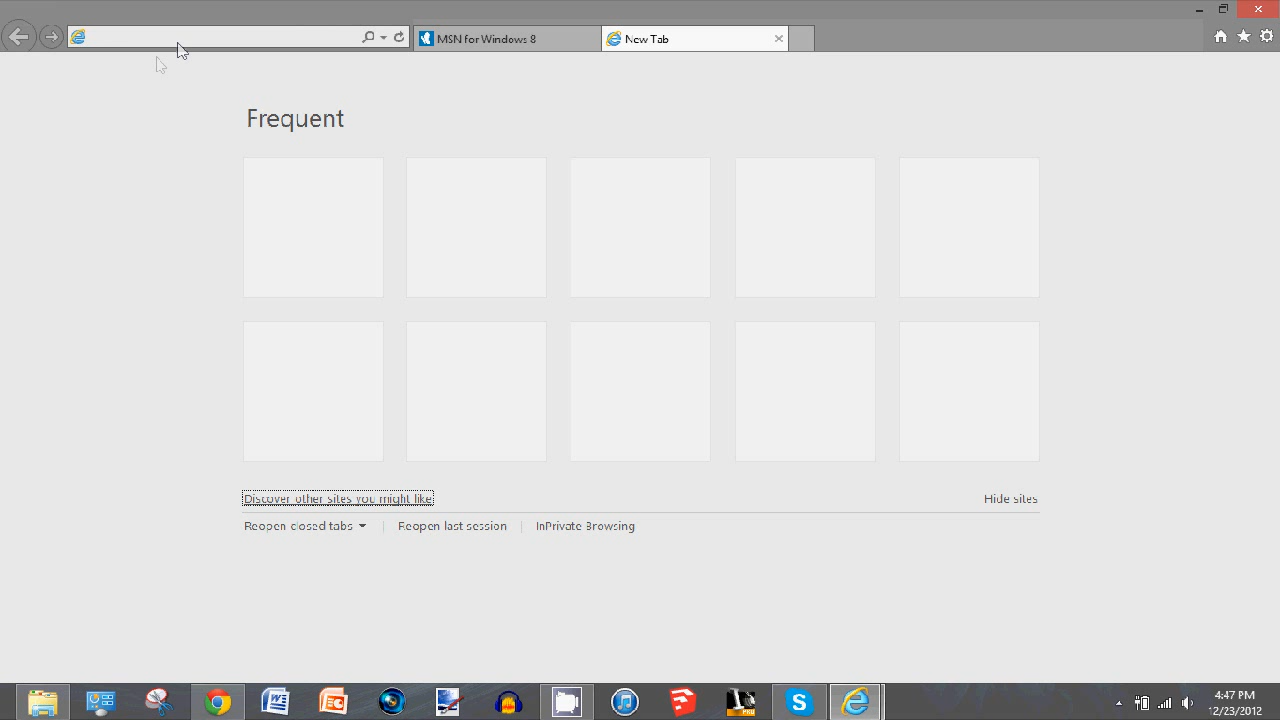 MSN for Windows 8
New Tab
Frequent
Discover other sites you might like
Hide sites
Reopen closed tabs
Reopen last session
InPrivate Browsing
4:47 PM
12/23/2012